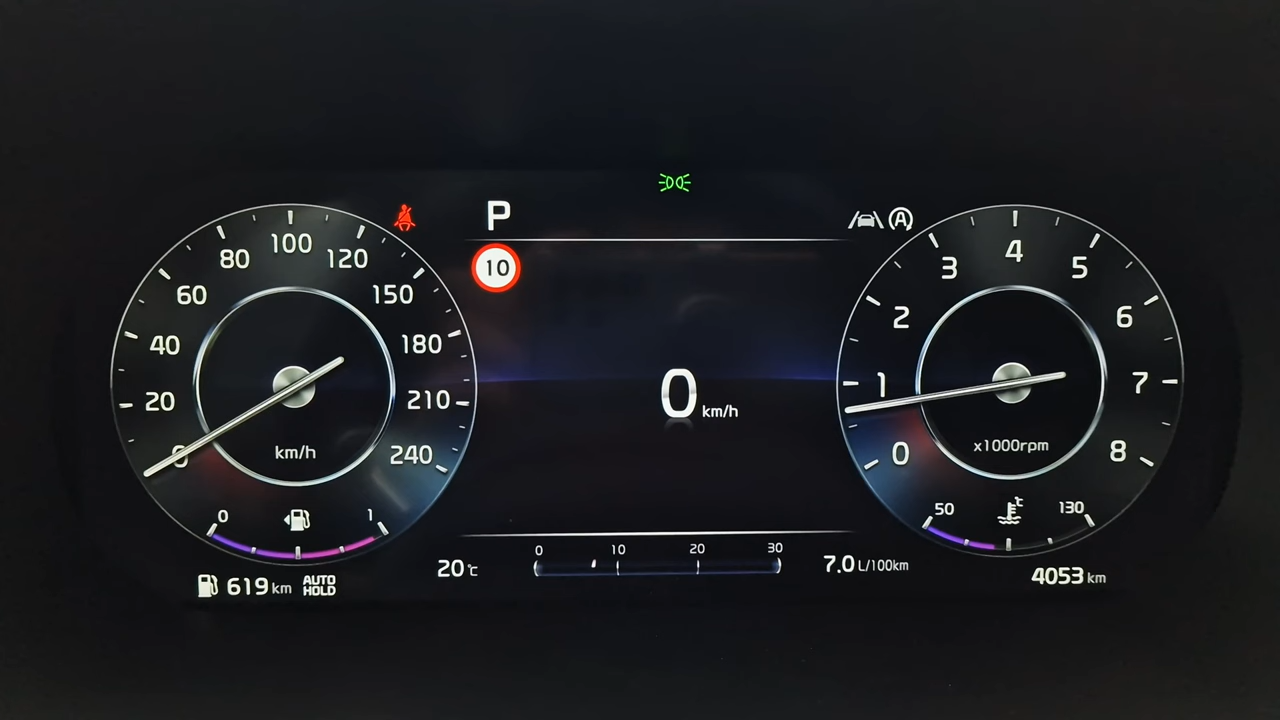 P
10
0 km/h
0
20
40
60
80
100
120
150
180
210
240
km/h
0 1
619 km AUTO HOLD
20 ℃
0 10 20 30
7.0 L/100km
A
0
1
2
3
4
5
6
7
8
x1000rpm
50 ℃ 130
4053 km